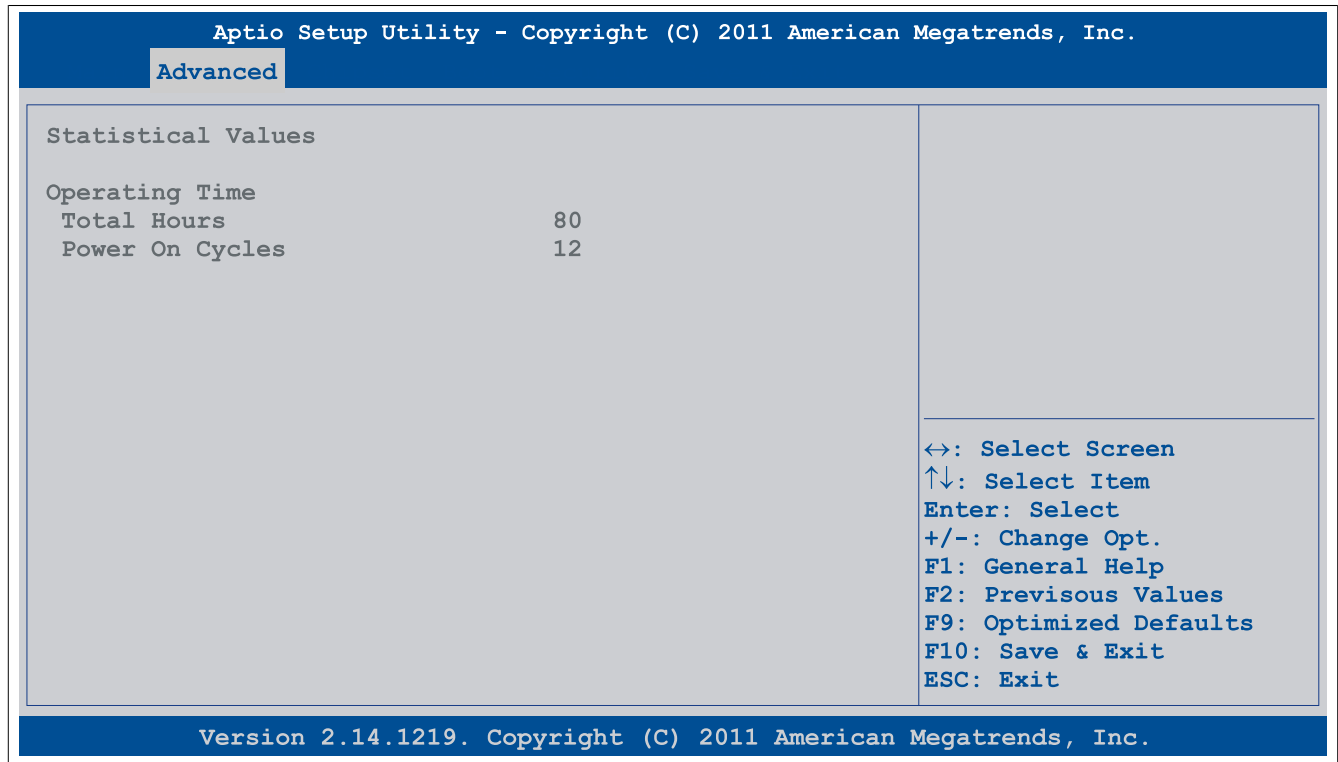 Aptio Setup Utility - Copyright (C) 2011 American Megatrends, Inc.
Advanced
Statistical Values
Operating Time
Total Hours 80
Power On Cycles 12
↔: Select Screen
↑↓: Select Item
Enter: Select
+/-: Change Opt.
F1: General Help
F2: Previsous Values
F9: Optimized Defaults
F10: Save & Exit
ESC: Exit
Version 2.14.1219. Copyright (C) 2011 American Megatrends, Inc.